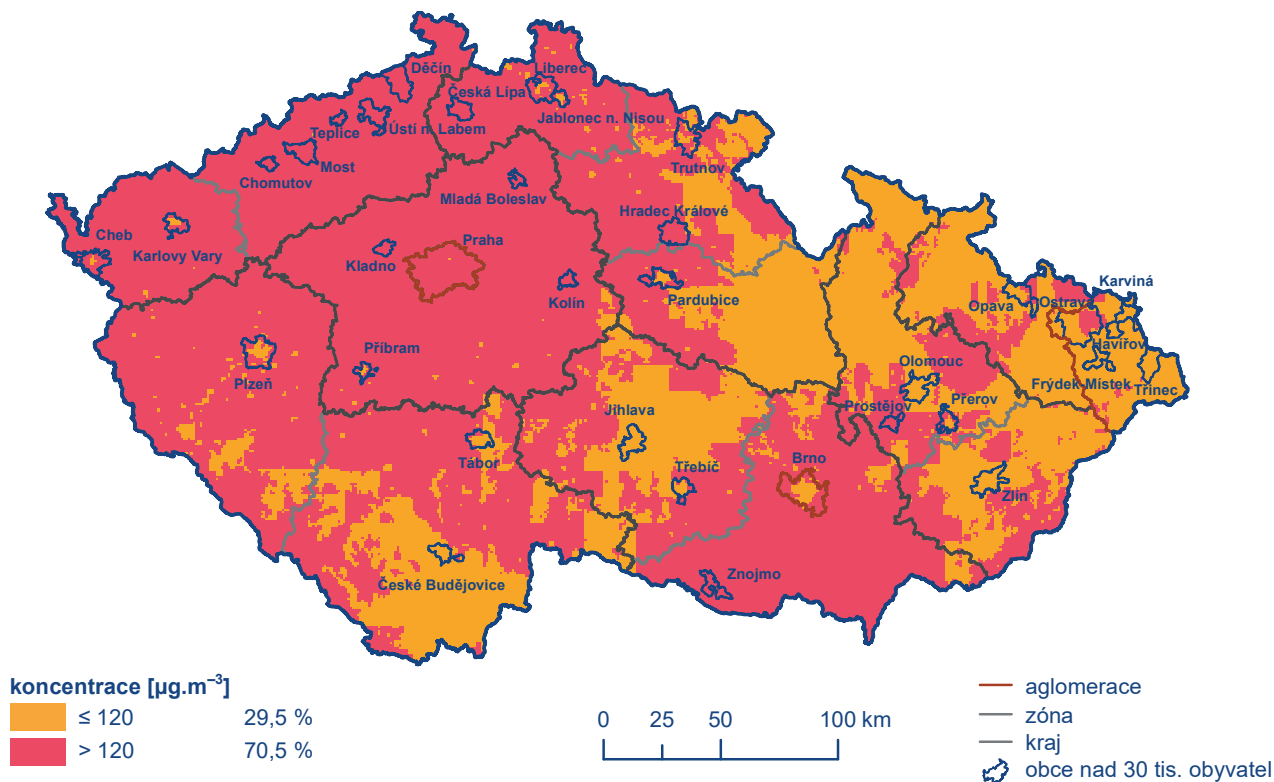 Děčín
Liberec
Česká Lípa
Jablonec n. Nisou
Teplice
Ústí n. Labem
Most
Trutnov
Chomutov
Mladá Boleslav
Hradec Králové
Cheb
Karlovy Vary
Praha
Kladno
Kolín
Pardubice
Karviná
Opava
Ostrava
Havířov
Příbram
Plzeň
Olomouc
Frýdek Místek
Třinec
Jihlava
Prostějov
Přerov
Tábor
Třebíč
Brno
Zlín
České Budějovice
Znojmo
koncentrace [µg.m⁻³]
≤ 120 29,5 %
> 120 70,5 %
0 25 50 100 km
aglomerace
zóna
kraj
obce nad 30 tis. obyvatel